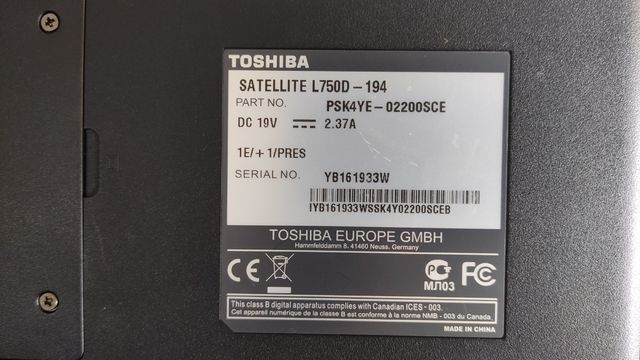 TOSHIBA
SATELLITE L750D-194
PART NO. PSK4YE-02200SCE
DC 19V 2.37A
1E/+1/PRES
SERIAL NO. YB161933W
!YB161933WSSK4Y02200SCEB
TOSHIBA EUROPE GMBH
Hammfelddamm 8. 41460 Neuss. Germany
CE PC FC
МЛ03
This class B digital apparatus complies with Canadian ICES - 003.
Cet appareil numérique de la classe B est conforme à la norme NMB - 003 du Canada.
MADE IN CHINA